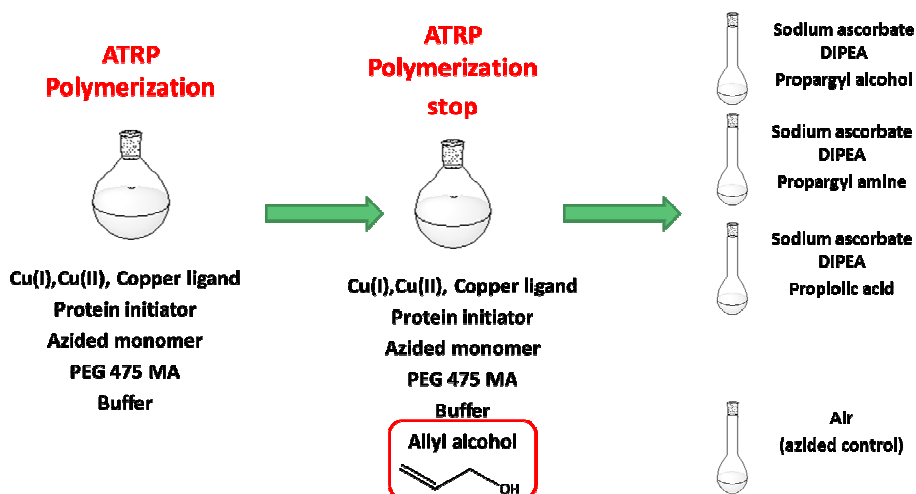 ATRP
Polymerization
Cu(I),Cu(II), Copper ligand
Protein initiator
Azided monomer
PEG 475 MA
Buffer
ATRP
Polymerization
stop
Cu(I),Cu(II), Copper ligand
Protein initiator
Azided monomer
PEG 475 MA
Buffer
Allyl alcohol
OH
Sodium ascorbate
DIPEA
Propargyl alcohol
Sodium ascorbate
DIPEA
Propargyl amine
Sodium ascorbate
DIPEA
Propiolic acid
Air
(azided control)